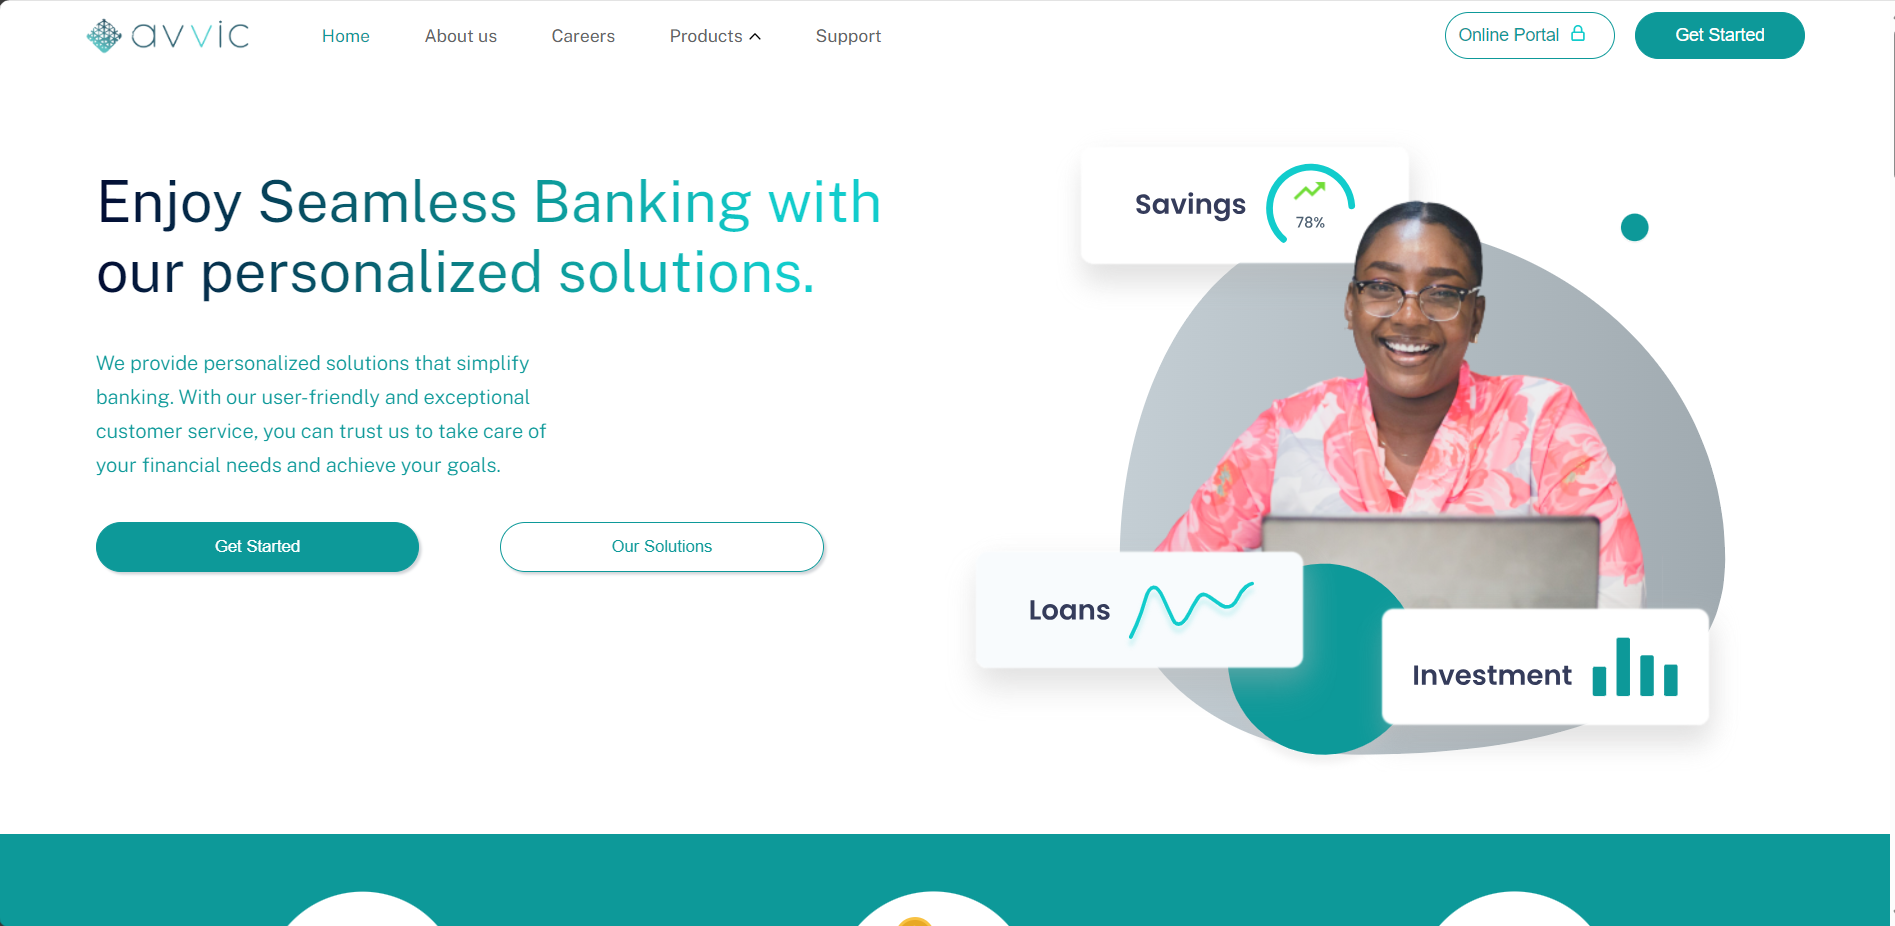 avvic
Home
About us
Careers
Products
Support
Online Portal
Get Started
Enjoy Seamless Banking with
our personalized solutions.
We provide personalized solutions that simplify
banking. With our user-friendly and exceptional
customer service, you can trust us to take care of
your financial needs and achieve your goals.
Get Started
Our Solutions
Savings
78%
Loans
Investment